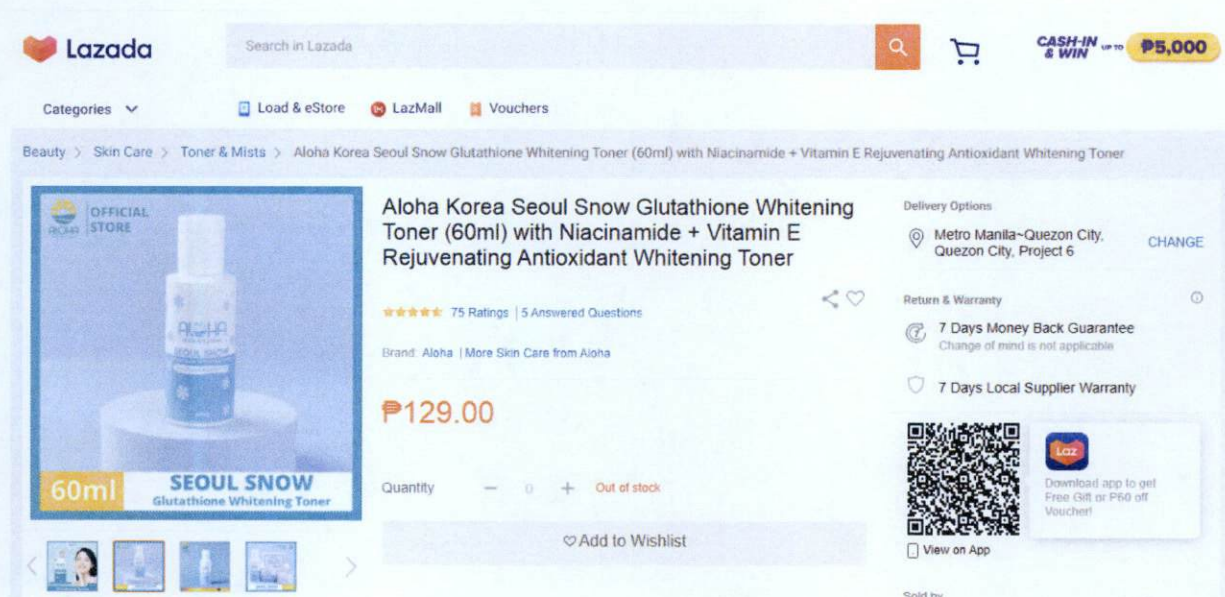 Lazada
Search in Lazada
CASH-IN & WIN UP TO ₱5,000
Categories
Load & eStore
LazMall
Vouchers
Beauty > Skin Care > Toner & Mists > Aloha Korea Seoul Snow Glutathione Whitening Toner (60ml) with Niacinamide + Vitamin E Rejuvenating Antioxidant Whitening Toner
ALOHA
OFFICIAL
STORE
ALOHA
SEOUL SNOW
60ml
SEOUL SNOW
Glutathione Whitening Toner
Aloha Korea Seoul Snow Glutathione Whitening
Toner (60ml) with Niacinamide + Vitamin E
Rejuvenating Antioxidant Whitening Toner
75 Ratings | 5 Answered Questions
Brand: Aloha | More Skin Care from Aloha
₱129.00
Quantity − 0 + Out of stock
Add to Wishlist
Delivery Options
Metro Manila~Quezon City,
Quezon City, Project 6
CHANGE
Return & Warranty
7 Days Money Back Guarantee
Change of mind is not applicable
7 Days Local Supplier Warranty
Laz
Download app to get
Free Gift or P60 off
Voucher!
View on App
Sold by